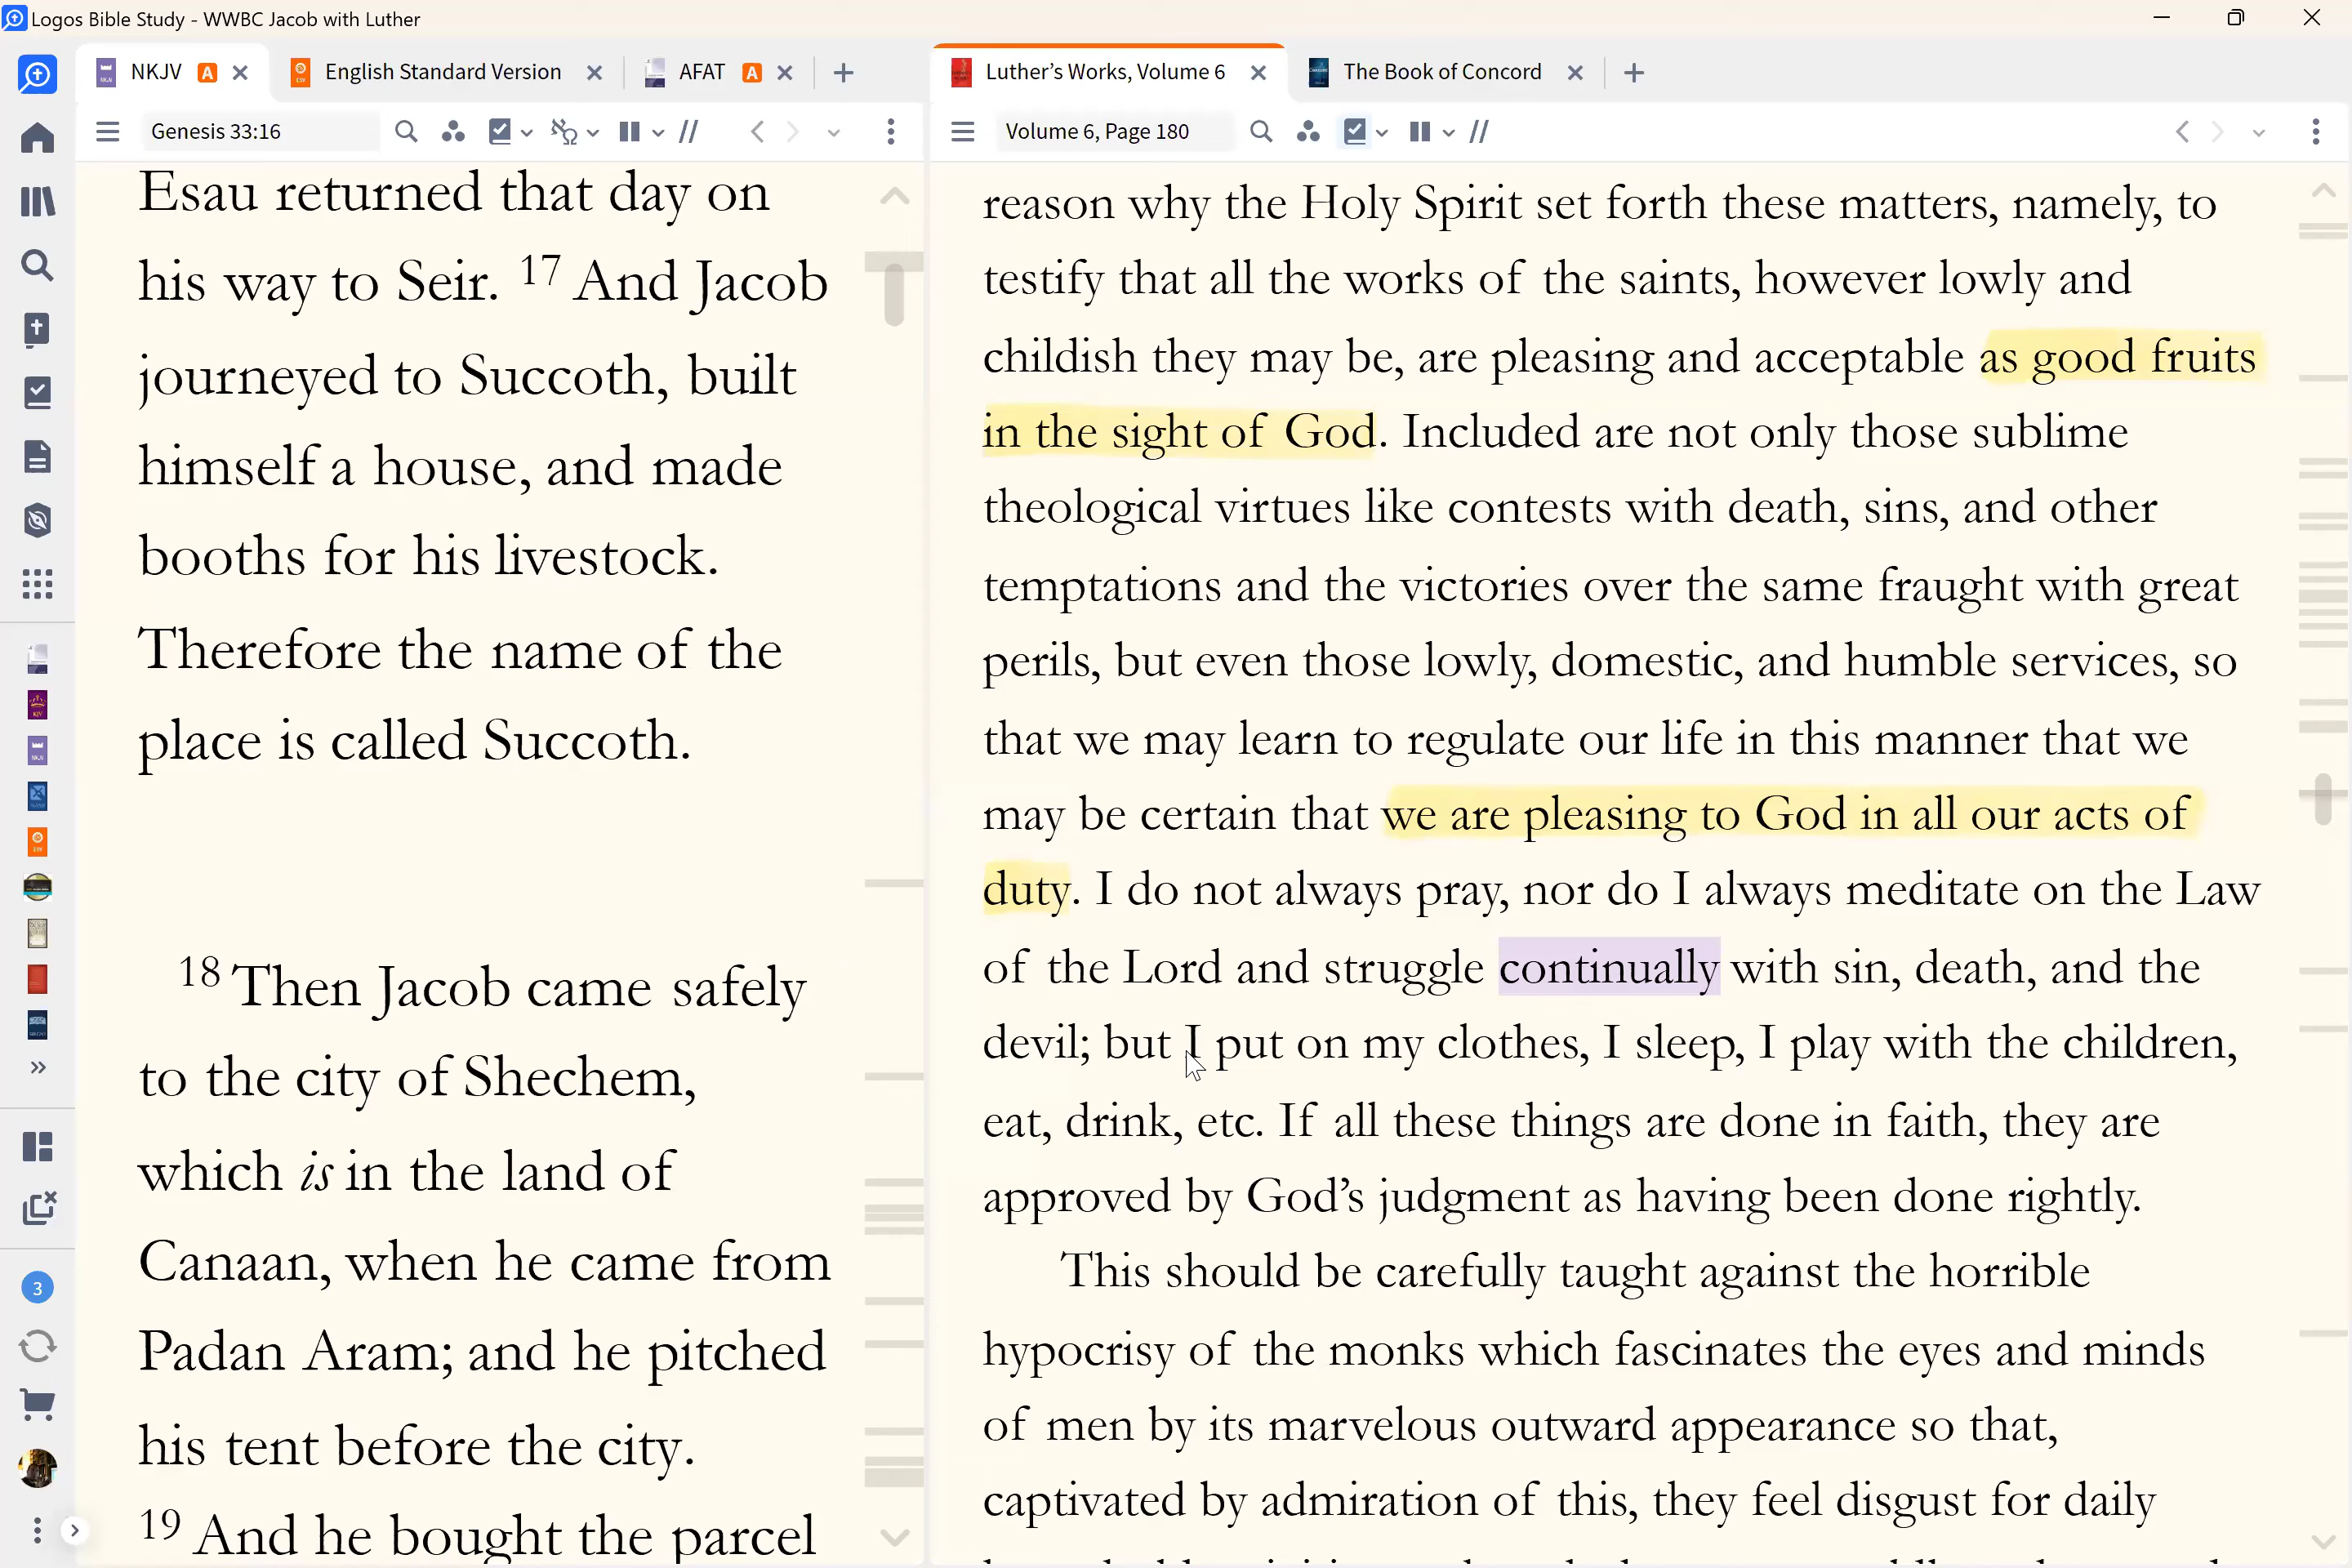 Logos Bible Study - WWBC Jacob with Luther
NKJV A
English Standard Version
AFAT A
Genesis 33:16
Esau returned that day on
his way to Seir. 17 And Jacob
journeyed to Succoth, built
himself a house, and made
booths for his livestock.
Therefore the name of the
place is called Succoth.
18 Then Jacob came safely
to the city of Shechem,
which is in the land of
Canaan, when he came from
Padan Aram; and he pitched
his tent before the city.
19 And he bought the parcel
Luther's Works, Volume 6
The Book of Concord
Volume 6, Page 180
reason why the Holy Spirit set forth these matters, namely, to
testify that all the works of the saints, however lowly and
childish they may be, are pleasing and acceptable as good fruits
in the sight of God. Included are not only those sublime
theological virtues like contests with death, sins, and other
temptations and the victories over the same fraught with great
perils, but even those lowly, domestic, and humble services, so
that we may learn to regulate our life in this manner that we
may be certain that we are pleasing to God in all our acts of
duty. I do not always pray, nor do I always meditate on the Law
of the Lord and struggle continually with sin, death, and the
devil; but I put on my clothes, I sleep, I play with the children,
eat, drink, etc. If all these things are done in faith, they are
approved by God's judgment as having been done rightly.
This should be carefully taught against the horrible
hypocrisy of the monks which fascinates the eyes and minds
of men by its marvelous outward appearance so that,
captivated by admiration of this, they feel disgust for daily
3